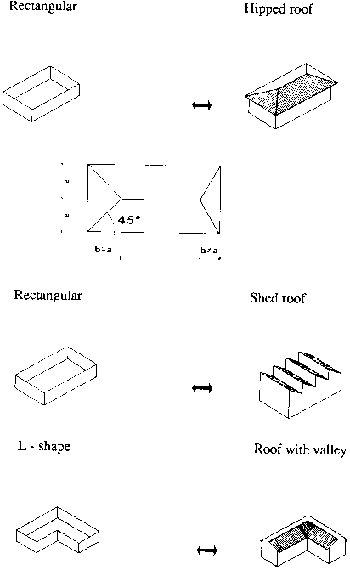 Rectangular
Hipped roof
45°
Rectangular
Shed roof
L - shape
Roof with valley